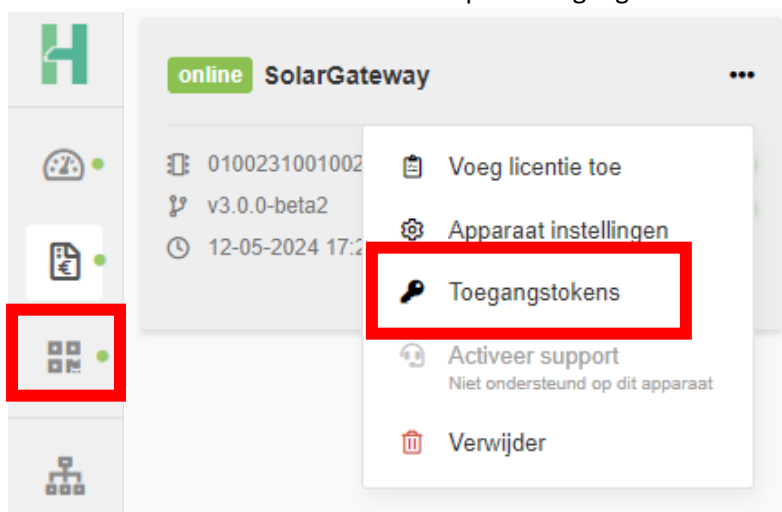 online SolarGateway
0100231001002
v3.0.0-beta2
12-05-2024 17:2
Voeg licentie toe
Apparaat instellingen
Toegangstokens
Activeer support
Niet ondersteund op dit apparaat
Verwijder